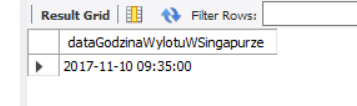 Result Grid Filter Rows:
dataGodzinaWylotuWSingapurze
2017-11-10 09:35:00